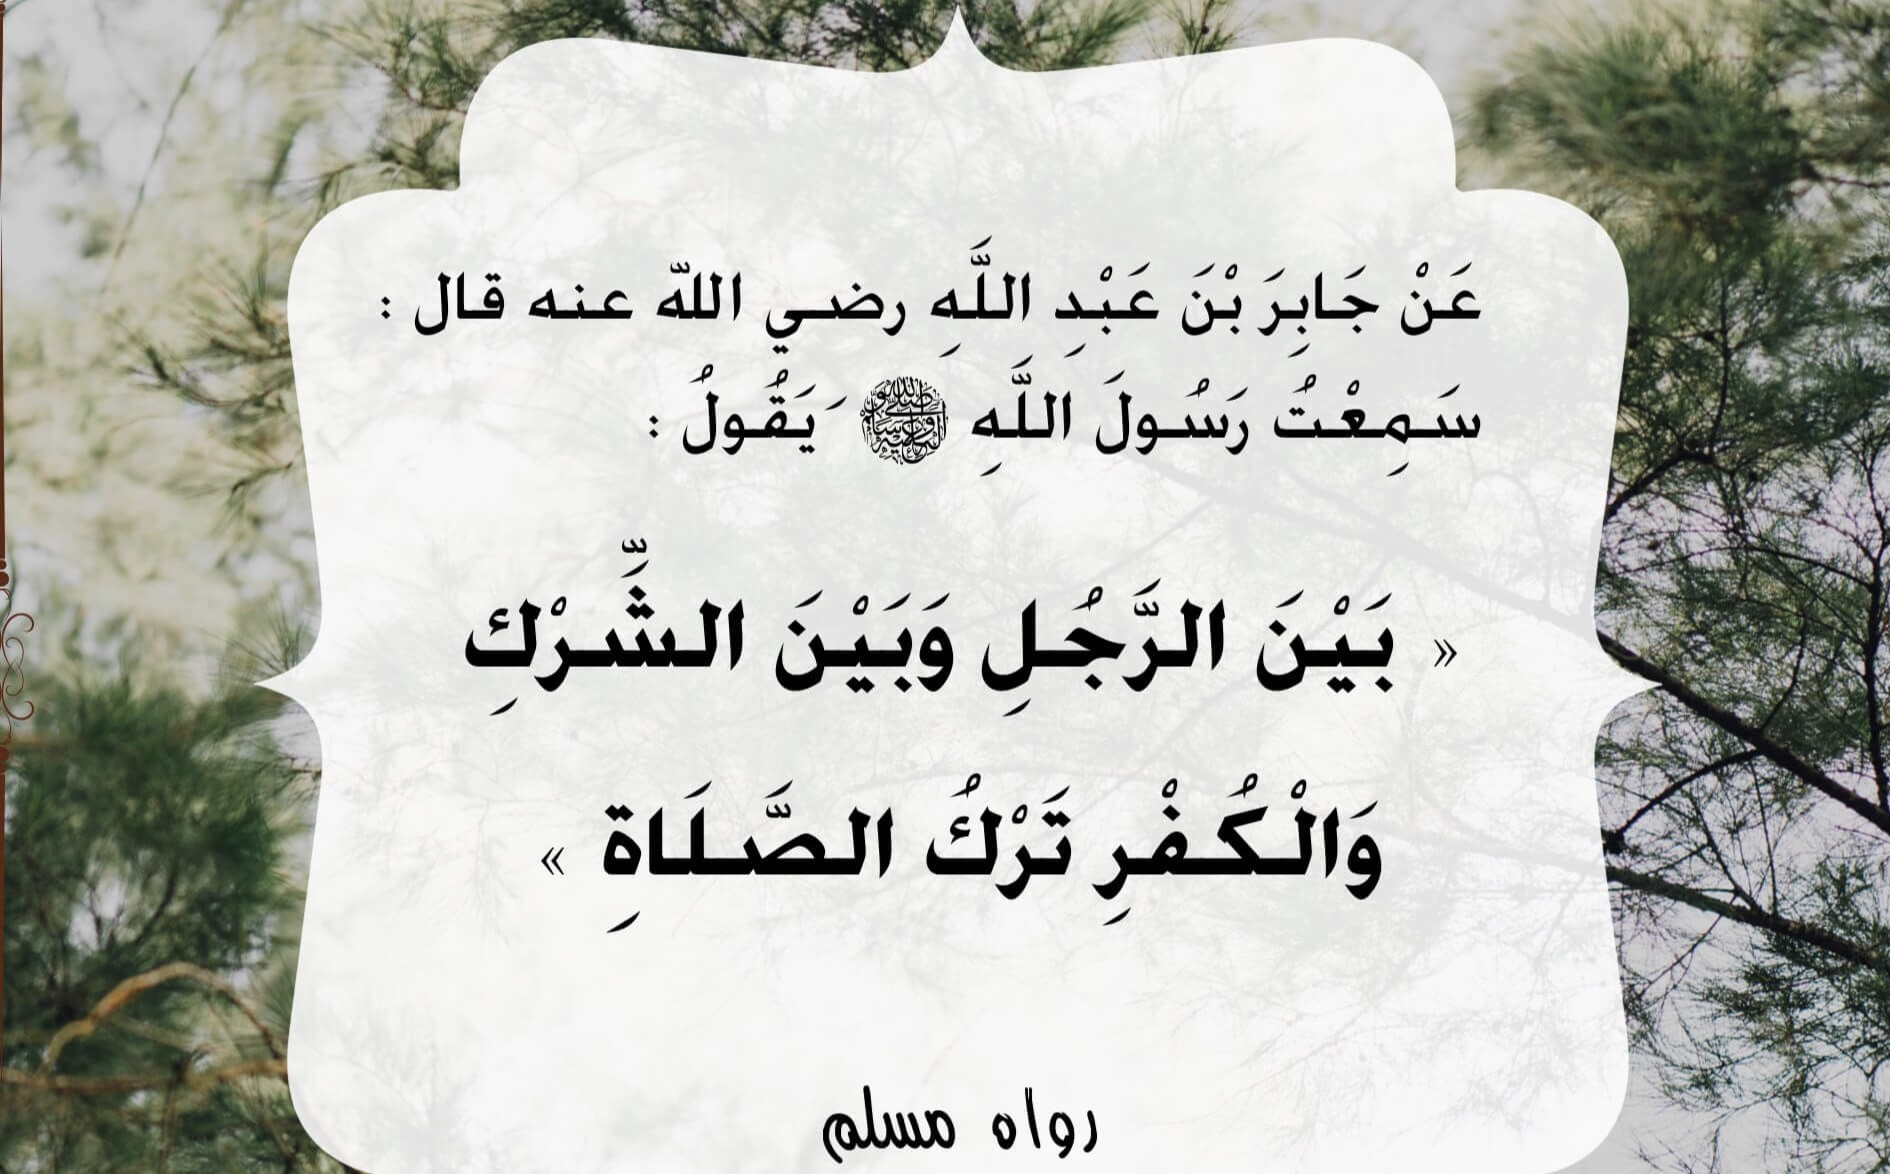 عَنْ جَابِرَ بْنَ عَبْدِ اللَّهِ رضي اللّه عنه قال :
سَمِعْتُ رَسُولَ اللَّهِ ﷺ َيَقُولُ :
« بَيْنَ الرَّجُلِ وَبَيْنَ الشِّرْكِ
وَالْكُفْرِ تَرْكُ الصَّلَاةِ »
رواه مسلم